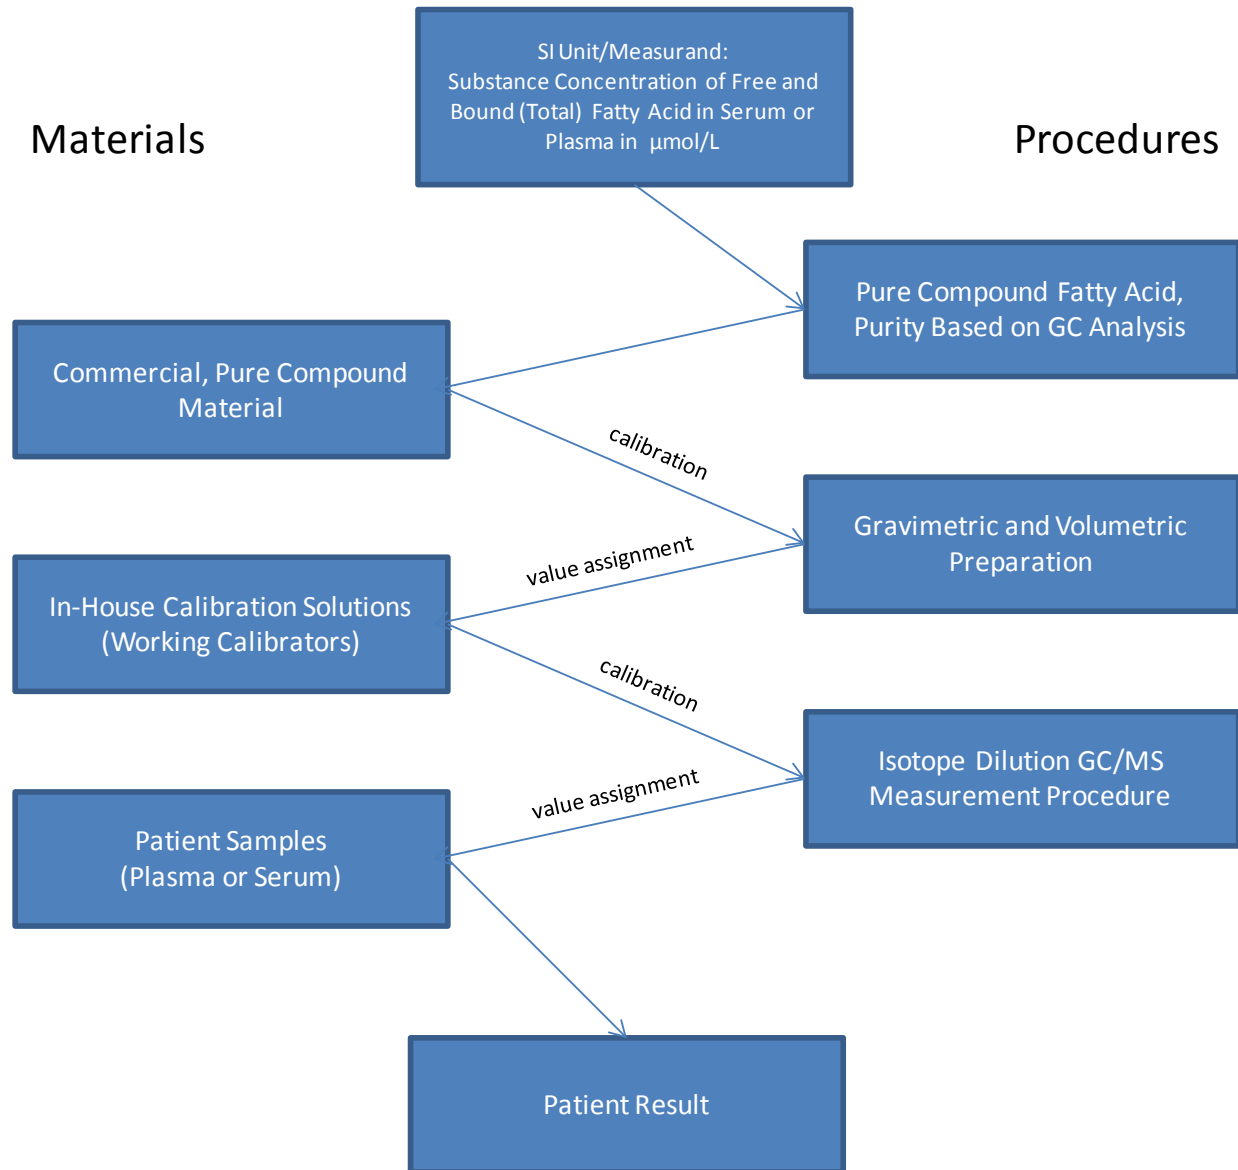 SI Unit/Measurand:
Substance Concentration of Free and
Bound (Total) Fatty Acid in Serum or
Plasma in µmol/L
Materials
Procedures
Pure Compound Fatty Acid,
Purity Based on GC Analysis
Commercial, Pure Compound
Material
calibration
Gravimetric and Volumetric
Preparation
value assignment
In-House Calibration Solutions
(Working Calibrators)
calibration
Isotope Dilution GC/MS
Measurement Procedure
value assignment
Patient Samples
(Plasma or Serum)
Patient Result